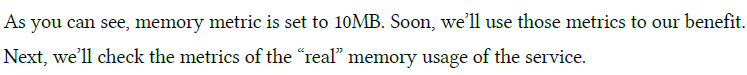 As you can see, memory metric is set to 10MB. Soon, we’ll use those metrics to our benefit.
Next, we’ll check the metrics of the “real” memory usage of the service.